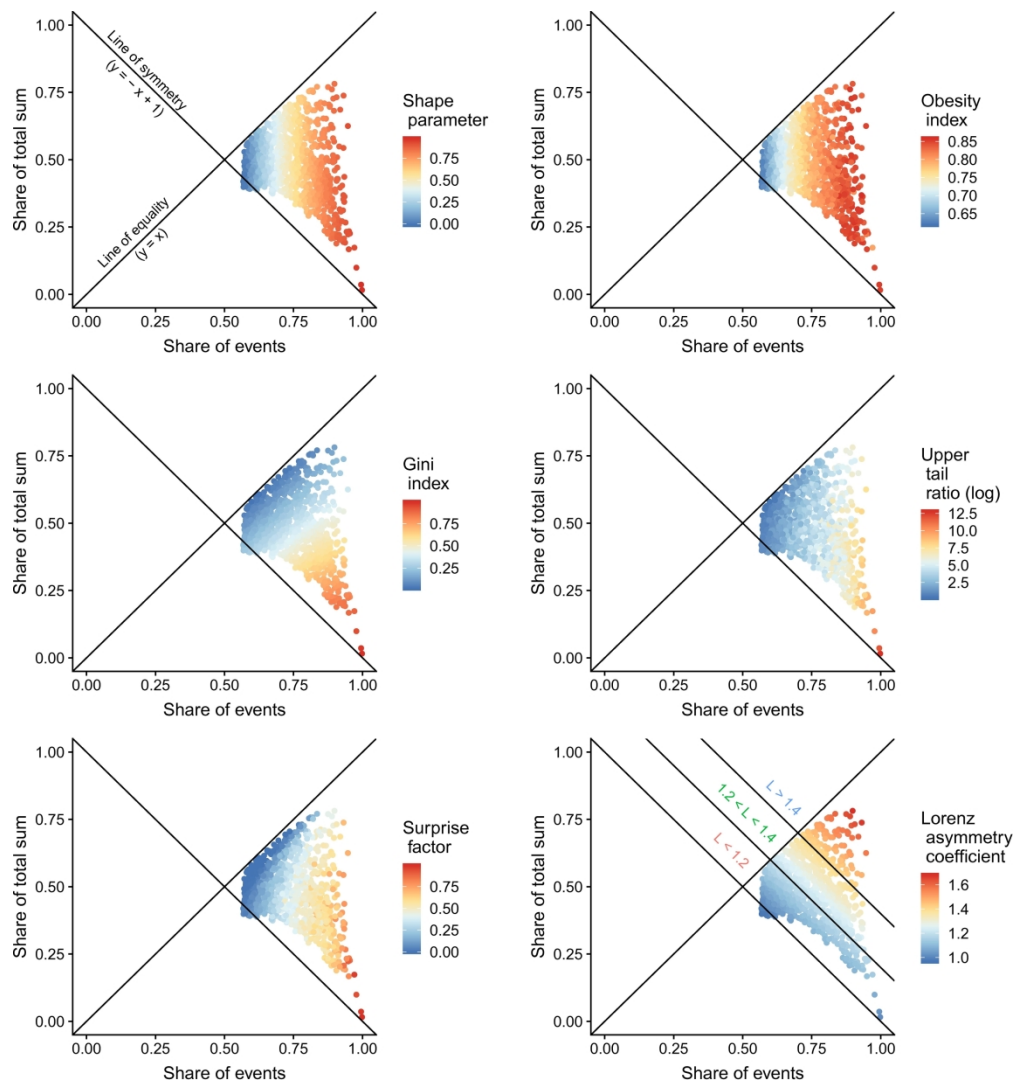 1.00
0.75
0.50
0.25
0.00
Share of total sum
Line of symmetry
(y = − x + 1)
Line of equality
(y = x)
0.00 0.25 0.50 0.75 1.00
Share of events
Shape
parameter
0.75
0.50
0.25
0.00
1.00
0.75
0.50
0.25
0.00
Share of total sum
0.00 0.25 0.50 0.75 1.00
Share of events
Obesity
index
0.85
0.80
0.75
0.70
0.65
1.00
0.75
0.50
0.25
0.00
Share of total sum
0.00 0.25 0.50 0.75 1.00
Share of events
Gini
index
0.75
0.50
0.25
1.00
0.75
0.50
0.25
0.00
Share of total sum
0.00 0.25 0.50 0.75 1.00
Share of events
Upper
tail
ratio (log)
12.5
10.0
7.5
5.0
2.5
1.00
0.75
0.50
0.25
0.00
Share of total sum
0.00 0.25 0.50 0.75 1.00
Share of events
Surprise
factor
0.75
0.50
0.25
0.00
1.00
0.75
0.50
0.25
0.00
Share of total sum
L > 1.4
1.2 < L < 1.4
L < 1.2
0.00 0.25 0.50 0.75 1.00
Share of events
Lorenz
asymmetry
coefficient
1.6
1.4
1.2
1.0